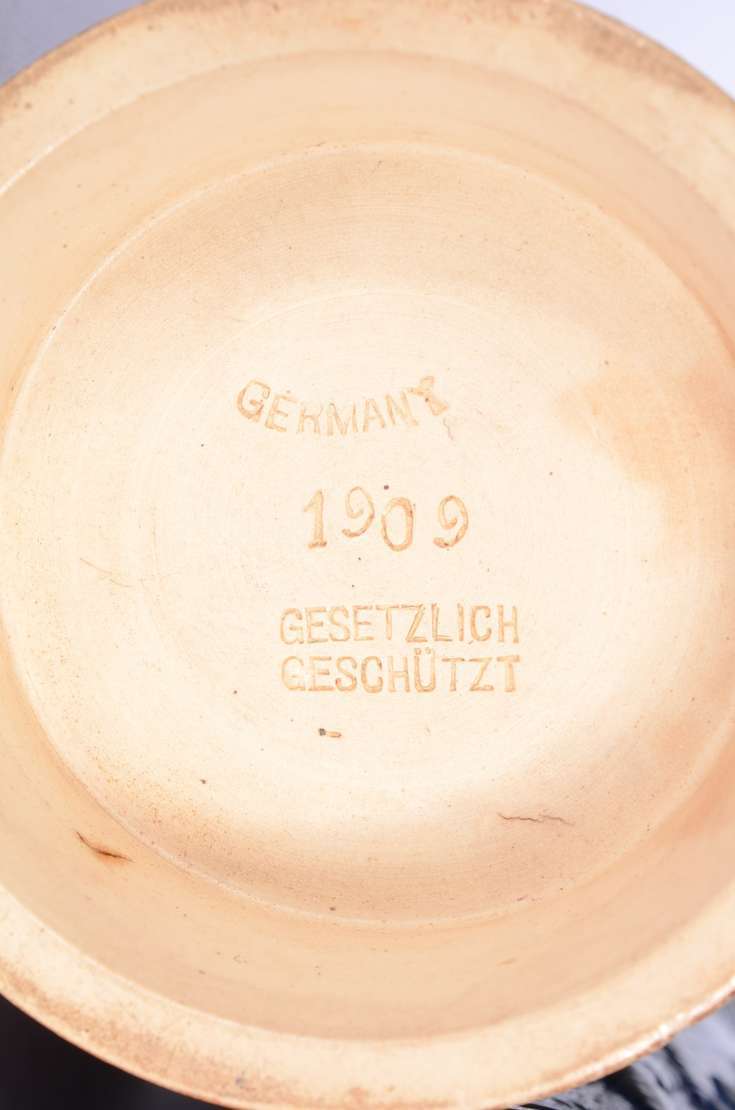 GERMANY
1909
GESETZLICH
GESCHÜTZT